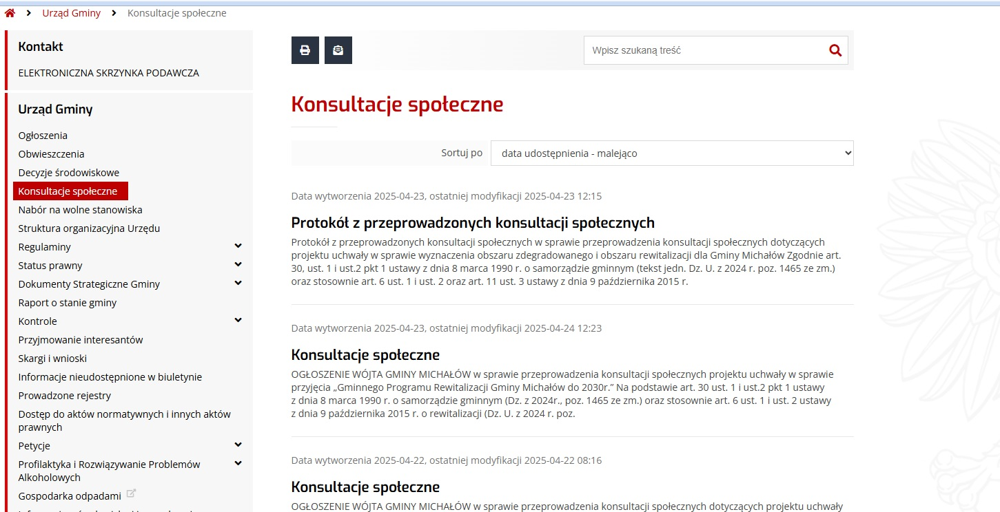 Urząd Gminy Konsultacje społeczne
Kontakt
ELEKTRONICZNA SKRZYNKA PODAWCZA
Urząd Gminy
Ogłoszenia
Obwieszczenia
Decyzje środowiskowe
Konsultacje społeczne
Nabór na wolne stanowiska
Struktura organizacyjna Urzędu
Regulaminy
Status prawny
Dokumenty Strategiczne Gminy
Raport o stanie gminy
Kontrole
Przyjmowanie interesantów
Skargi i wnioski
Informacje nieudostępnione w biuletynie
Prowadzone rejestry
Dostęp do aktów normatywnych i innych aktów
prawnych
Petycje
Profilaktyka i Rozwiązywanie Problemów
Alkoholowych
Gospodarka odpadami
Wpisz szukaną treść
Konsultacje społeczne
Sortuj po data udostępnienia - malejąco
Data wytworzenia 2025-04-23, ostatniej modyfikacji 2025-04-23 12:15
Protokół z przeprowadzonych konsultacji społecznych
Protokół z przeprowadzonych konsultacji społecznych w sprawie przeprowadzenia konsultacji społecznych dotyczących
projektu uchwały w sprawie wyznaczenia obszaru zdegradowanego i obszaru rewitalizacji dla Gminy Michałów Zgodnie art.
30, ust. 1 i ust.2 pkt 1 ustawy z dnia 8 marca 1990 r. o samorządzie gminnym (tekst jedn. Dz. U. z 2024 r. poz. 1465 ze zm.)
oraz stosownie art. 6 ust. 1 i ust. 2 oraz art. 11 ust. 3 ustawy z dnia 9 października 2015 r.
Data wytworzenia 2025-04-23, ostatniej modyfikacji 2025-04-24 12:23
Konsultacje społeczne
OGŁOSZENIE WÓJTA GMINY MICHAŁÓW w sprawie przeprowadzenia konsultacji społecznych projektu uchwały w sprawie
przyjęcia „Gminnego Programu Rewitalizacji Gminy Michałów do 2030r.” Na podstawie art. 30 ust. 1 i ust.2 pkt 1 ustawy
z dnia 8 marca 1990 r. o samorządzie gminnym (Dz. U. z 2024r., poz. 1465 ze zm.) oraz stosownie art. 6 ust. 1 i ust. 2 ustawy
z dnia 9 października 2015 r. o rewitalizacji (Dz. U. z 2024 r. poz.
Data wytworzenia 2025-04-22, ostatniej modyfikacji 2025-04-22 08:16
Konsultacje społeczne
OGŁOSZENIE WÓJTA GMINY MICHAŁÓW w sprawie przeprowadzenia konsultacji społecznych dotyczących projektu uchwały